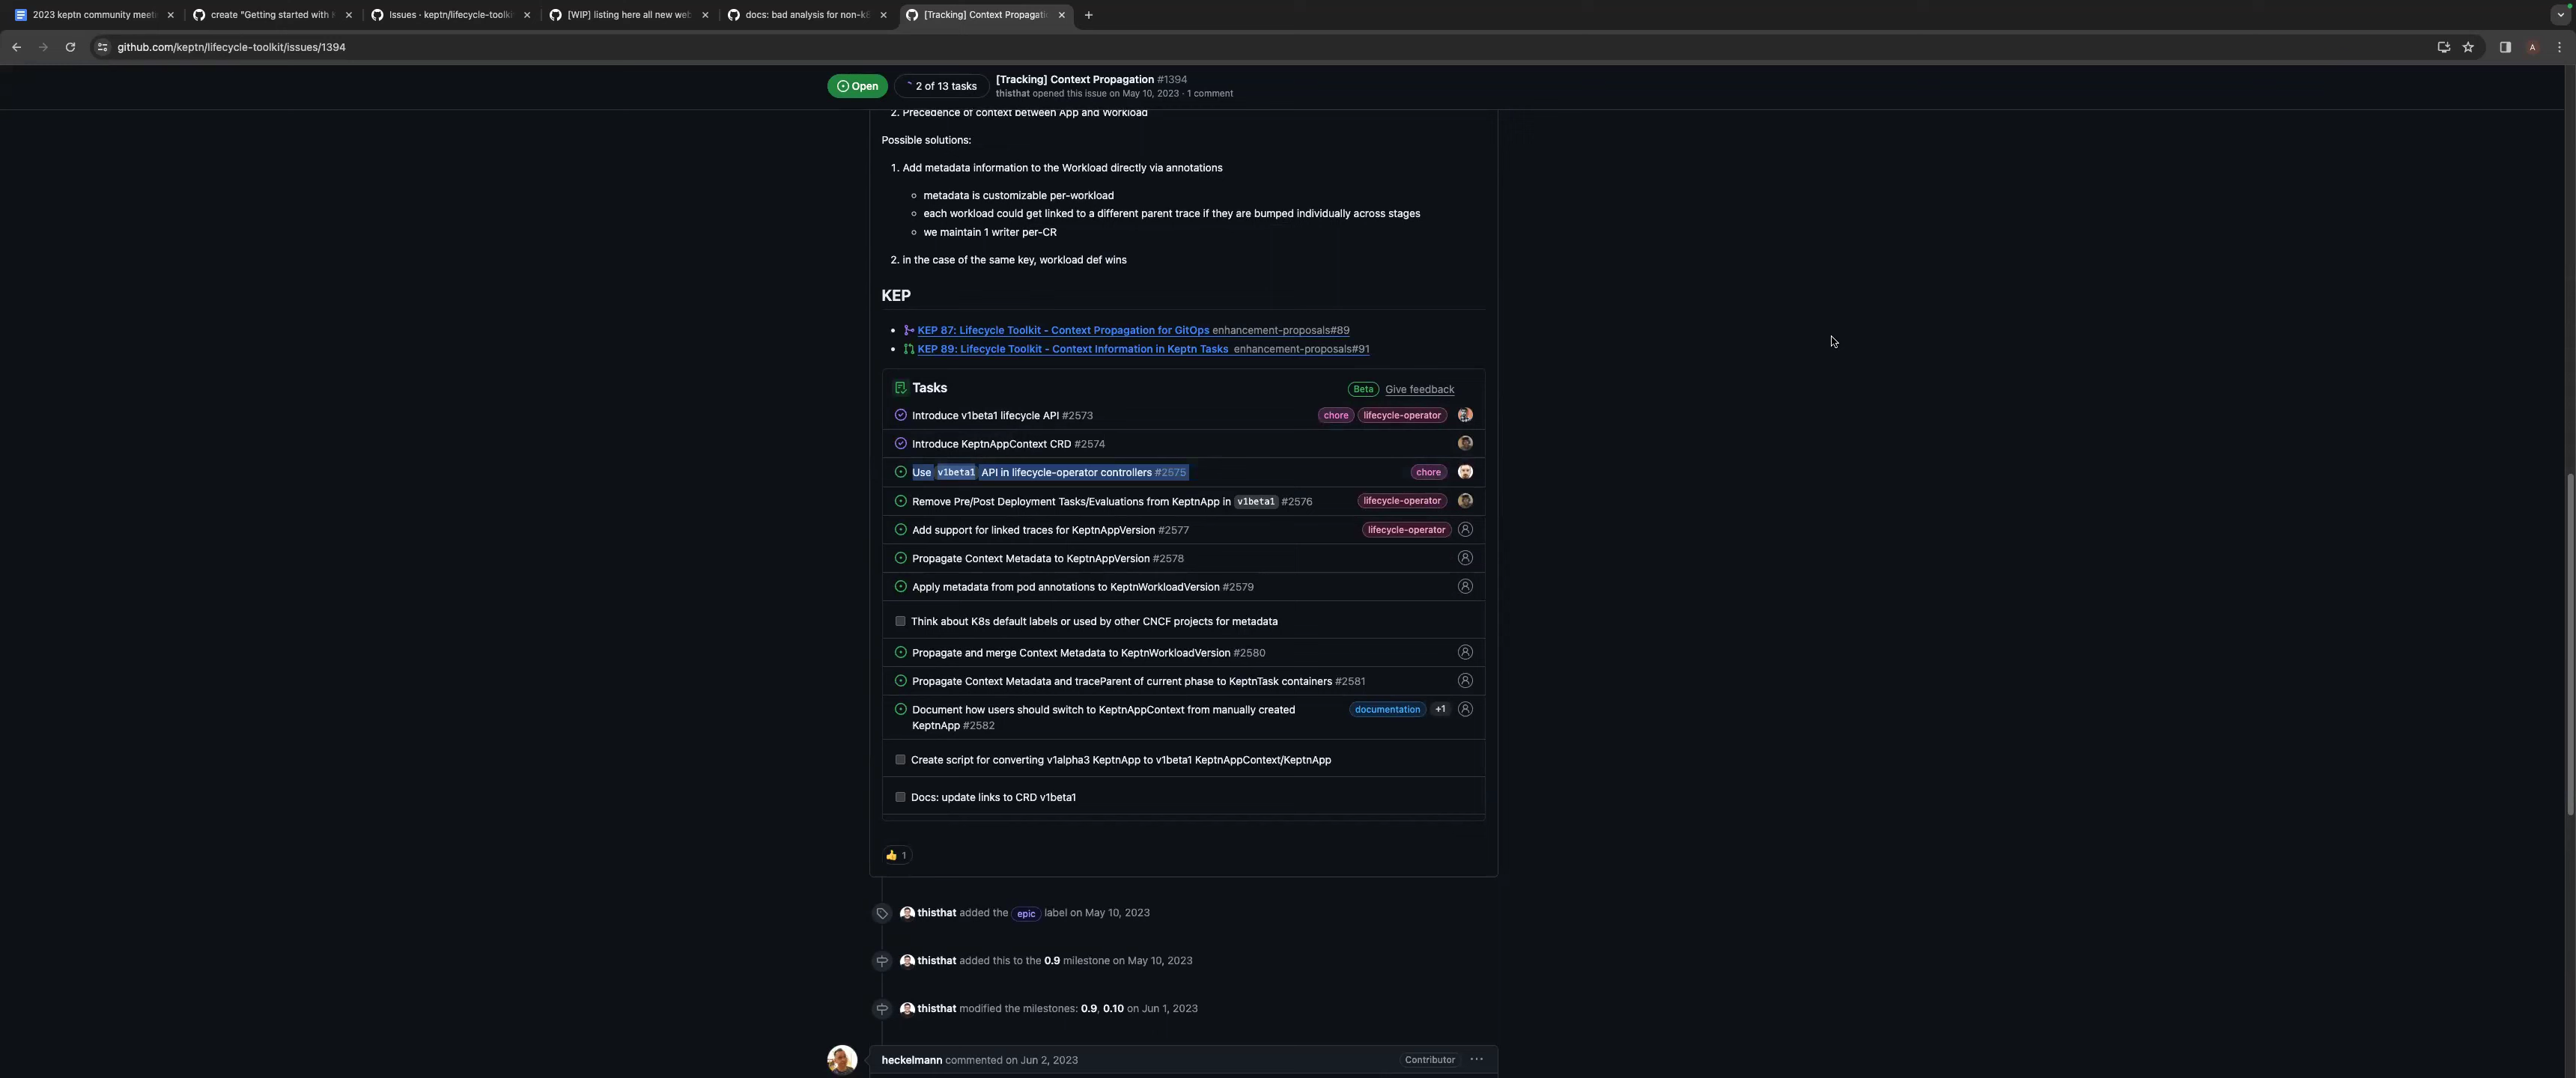 2023 keptn community meeti
create "Getting started with K
Issues · keptn/lifecycle-toolki
[WIP] listing here all new web
docs: bad analysis for non-k8
[Tracking] Context Propagati
github.com/keptn/lifecycle-toolkit/issues/1394
A
Open
2 of 13 tasks
[Tracking] Context Propagation #1394
thisthat opened this issue on May 10, 2023 · 1 comment
2. Precedence of context between App and Workload
Possible solutions:
1. Add metadata information to the Workload directly via annotations
metadata is customizable per-workload
each workload could get linked to a different parent trace if they are bumped individually across stages
we maintain 1 writer per-CR
2. in the case of the same key, workload def wins
KEP
KEP 87: Lifecycle Toolkit - Context Propagation for GitOps enhancement-proposals#89
KEP 89: Lifecycle Toolkit - Context Information in Keptn Tasks enhancement-proposals#91
Tasks Beta Give feedback
Introduce v1beta1 lifecycle API #2573 chore lifecycle-operator
Introduce KeptnAppContext CRD #2574
Use v1beta1 API in lifecycle-operator controllers #2575 chore
Remove Pre/Post Deployment Tasks/Evaluations from KeptnApp in v1beta1 #2576 lifecycle-operator
Add support for linked traces for KeptnAppVersion #2577 lifecycle-operator
Propagate Context Metadata to KeptnAppVersion #2578
Apply metadata from pod annotations to KeptnWorkloadVersion #2579
Think about K8s default labels or used by other CNCF projects for metadata
Propagate and merge Context Metadata to KeptnWorkloadVersion #2580
Propagate Context Metadata and traceParent of current phase to KeptnTask containers #2581
Document how users should switch to KeptnAppContext from manually created documentation +1
KeptnApp #2582
Create script for converting v1alpha3 KeptnApp to v1beta1 KeptnAppContext/KeptnApp
Docs: update links to CRD v1beta1
👍 1
thisthat added the epic label on May 10, 2023
thisthat added this to the 0.9 milestone on May 10, 2023
thisthat modified the milestones: 0.9, 0.10 on Jun 1, 2023
heckelmann commented on Jun 2, 2023 Contributor ···